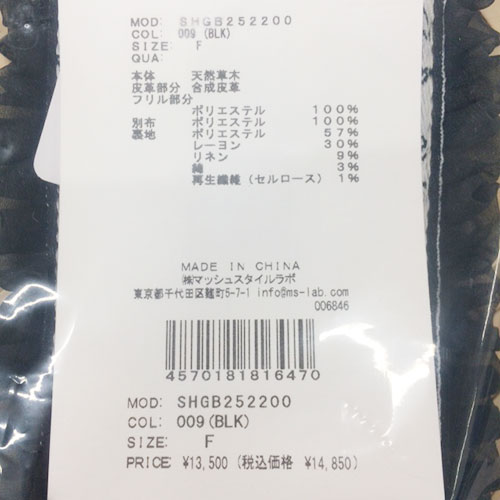 MOD: SHGB252200
COL: 009 (BLK)
SIZE: F
QUA:
本体 天然草木
皮革部分 合成皮革
フリル部分
ポリエステル 100%
別布 ポリエステル 100%
裏地 ポリエステル 57%
レーヨン 30%
リネン 9%
綿 3%
再生繊維 (セルロース) 1%
MADE IN CHINA
㈱マッシュスタイルラボ
東京都千代田区麹町5-7-1 info@ms-lab.com
006846
4570181816470
MOD: SHGB252200
COL: 009(BLK)
SIZE: F
PRICE: ¥13,500 (税込価格 ¥14,850)